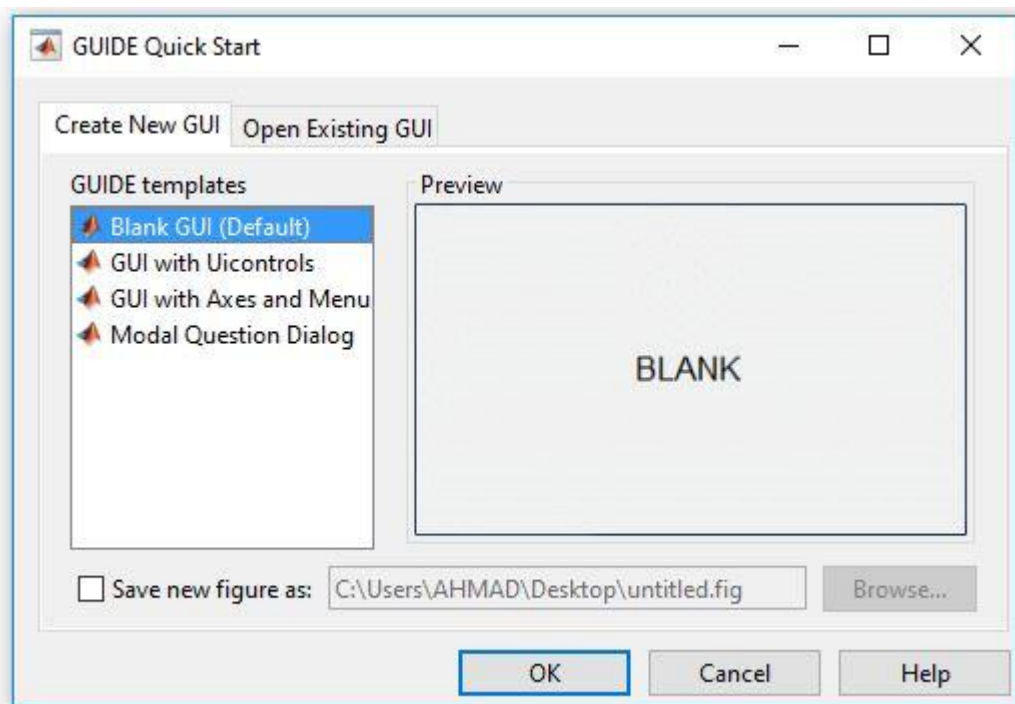 GUIDE Quick Start
Create New GUI
Open Existing GUI
GUIDE templates
Blank GUI (Default)
GUI with Uicontrols
GUI with Axes and Menu
Modal Question Dialog
Preview
BLANK
Save new figure as:
C:\Users\AHMAD\Desktop\untitled.fig
Browse...
OK
Cancel
Help